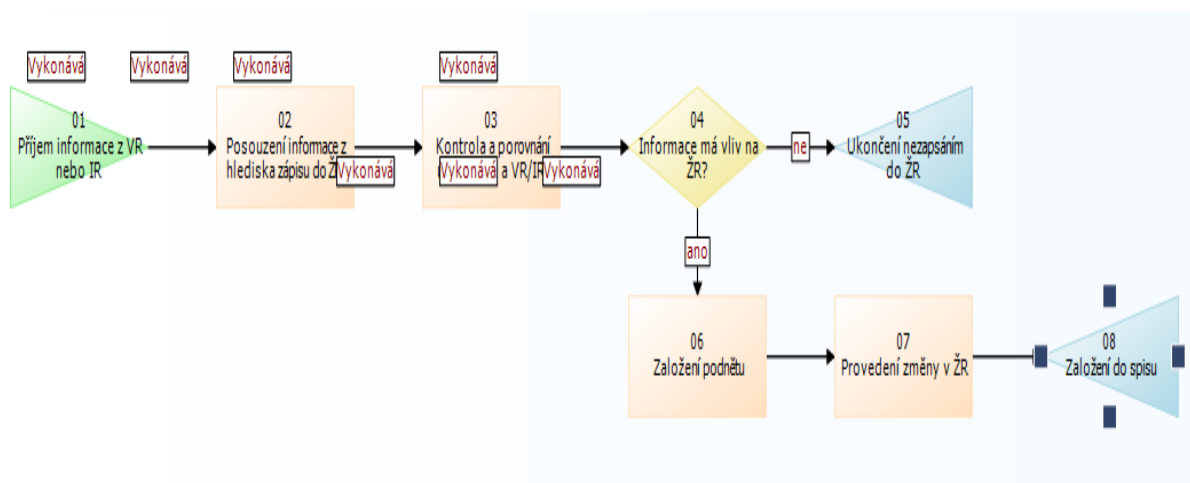 Vykonává
Vykonává
Vykonává
Vykonává
01
Příjem informace z VR
nebo IR
02
Posouzení informace z
hlediska zápisu do
Vykonává
03
Kontrola a porovnání
Vykonává
a VR/IR
Vykonává
04
Informace má vliv na
ŽR?
ne
05
Ukončení nezapsáním
do ŽR
ano
06
Založení podnětu
07
Provedení změny v ŽR
08
Založení do spisu